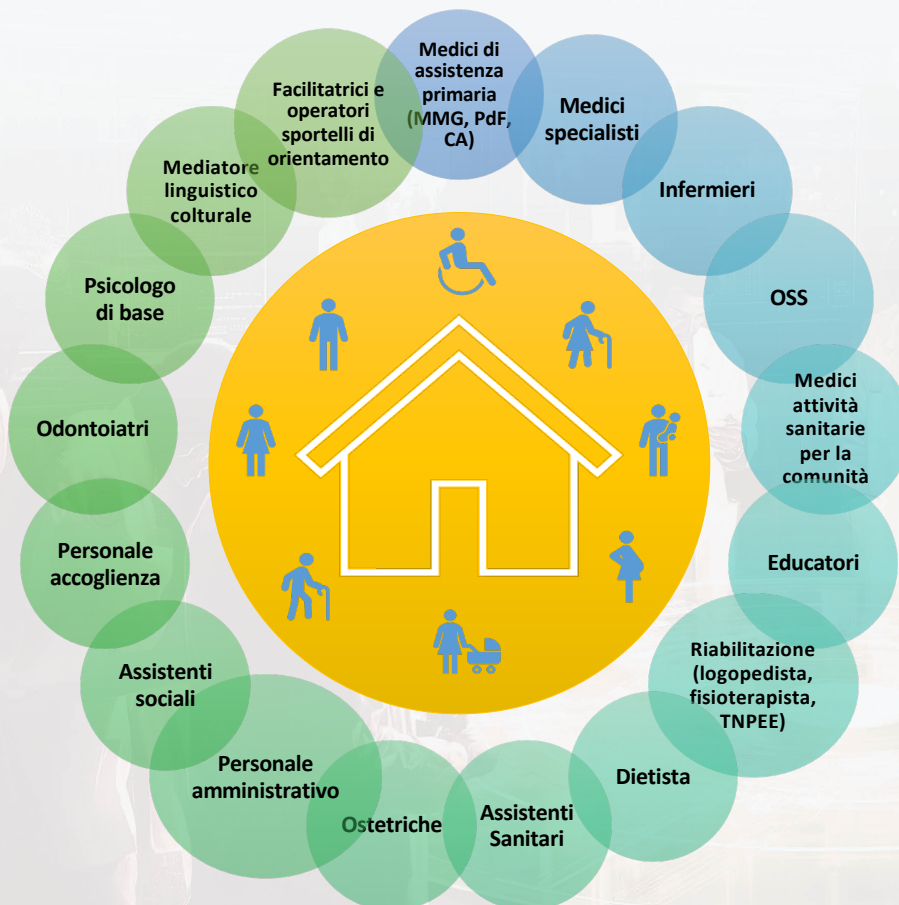 Medici di
assistenza
primaria
(MMG, PdF,
CA)
Medici
specialisti
Infermieri
OSS
Medici
attività
sanitarie
per la
comunità
Educatori
Riabilitazione
(logopedista,
fisioterapista,
TNPEE)
Dietista
Assistenti
Sanitari
Ostetriche
Personale
amministrativo
Assistenti
sociali
Personale
accoglienza
Odontoiatri
Psicologo
di base
Mediatore
linguistico
colturale
Facilitatrici e
operatori
sportelli di
orientamento